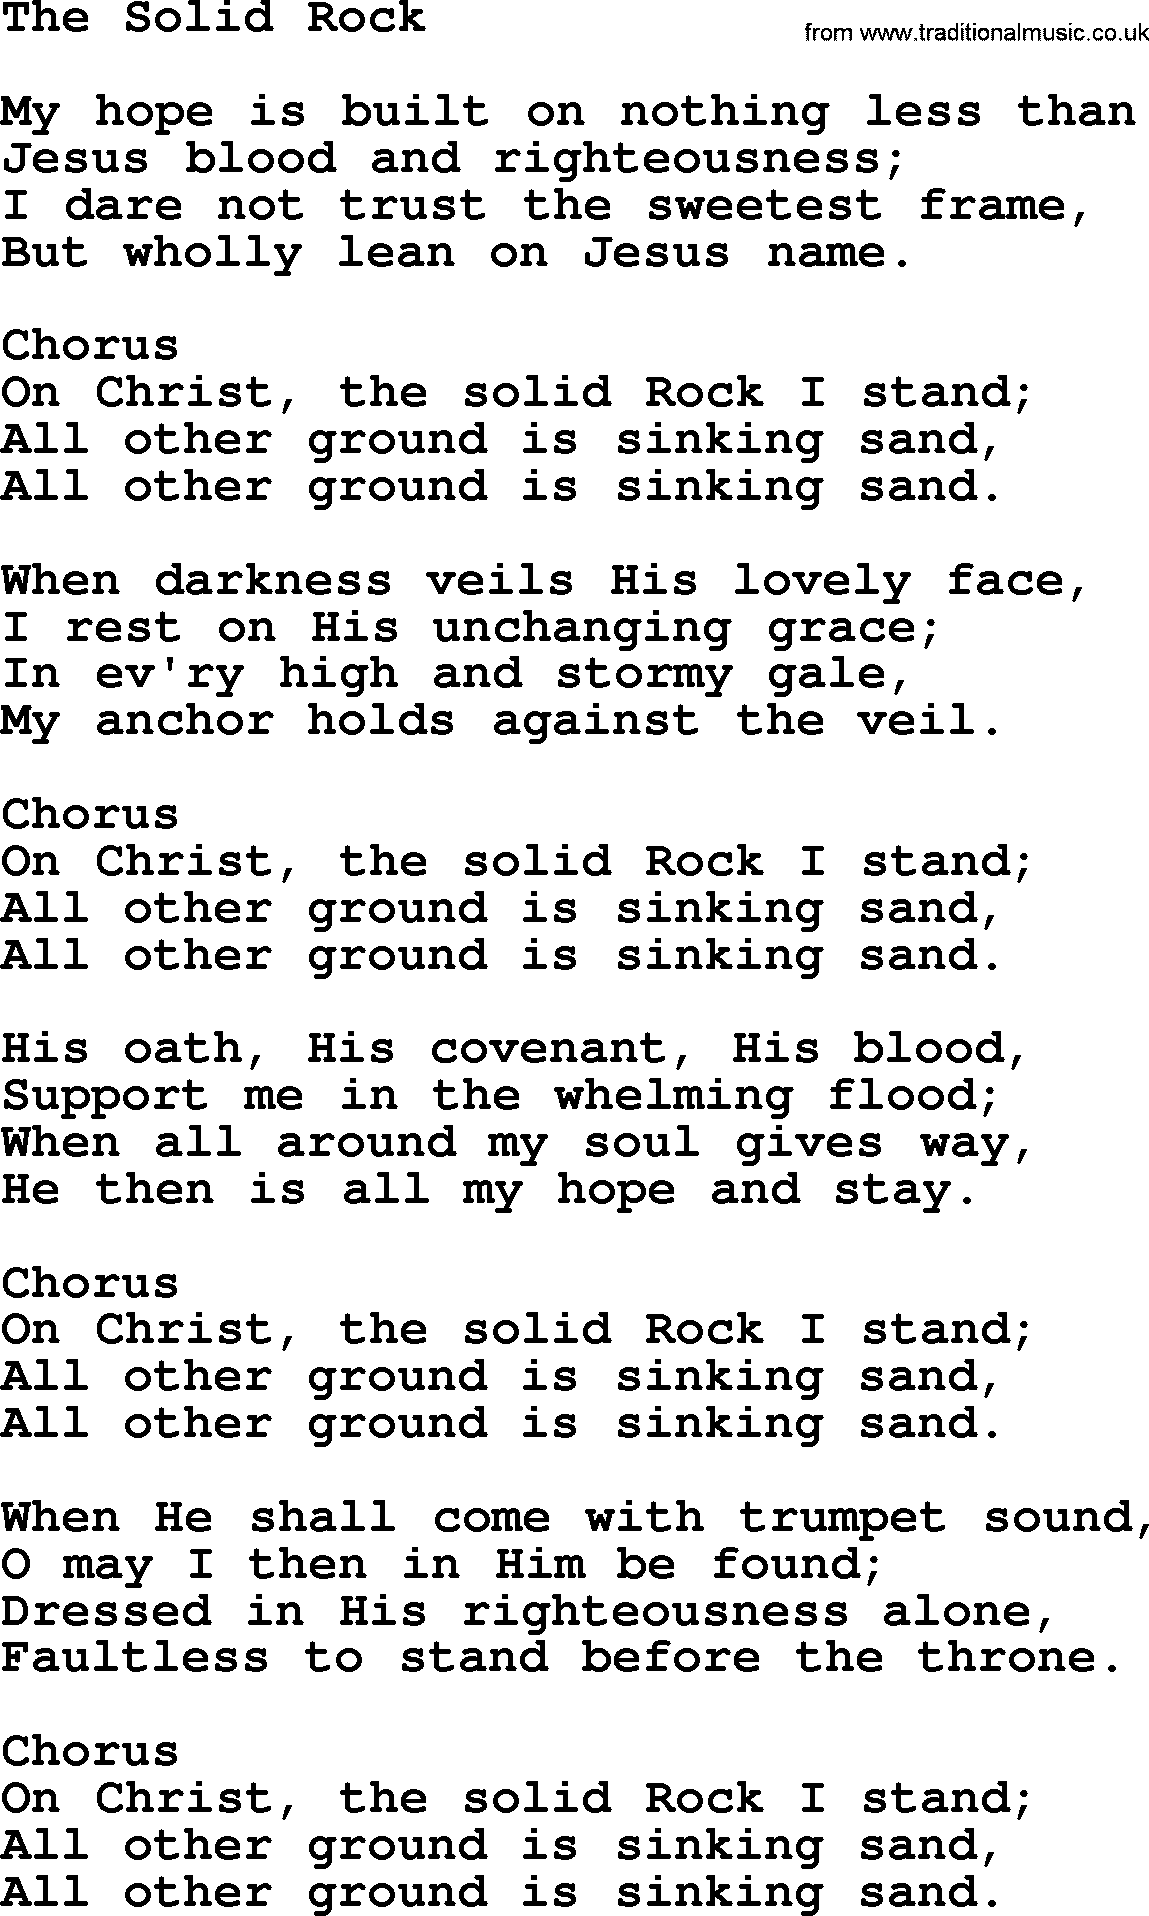 The Solid Rock
from www.traditionalmusic.co.uk
My hope is built on nothing less than
Jesus blood and righteousness;
I dare not trust the sweetest frame,
But wholly lean on Jesus name.
Chorus
On Christ, the solid Rock I stand;
All other ground is sinking sand,
All other ground is sinking sand.
When darkness veils His lovely face,
I rest on His unchanging grace;
In ev'ry high and stormy gale,
My anchor holds against the veil.
Chorus
On Christ, the solid Rock I stand;
All other ground is sinking sand,
All other ground is sinking sand.
His oath, His covenant, His blood,
Support me in the whelming flood;
When all around my soul gives way,
He then is all my hope and stay.
Chorus
On Christ, the solid Rock I stand;
All other ground is sinking sand,
All other ground is sinking sand.
When He shall come with trumpet sound,
O may I then in Him be found;
Dressed in His righteousness alone,
Faultless to stand before the throne.
Chorus
On Christ, the solid Rock I stand;
All other ground is sinking sand,
All other ground is sinking sand.